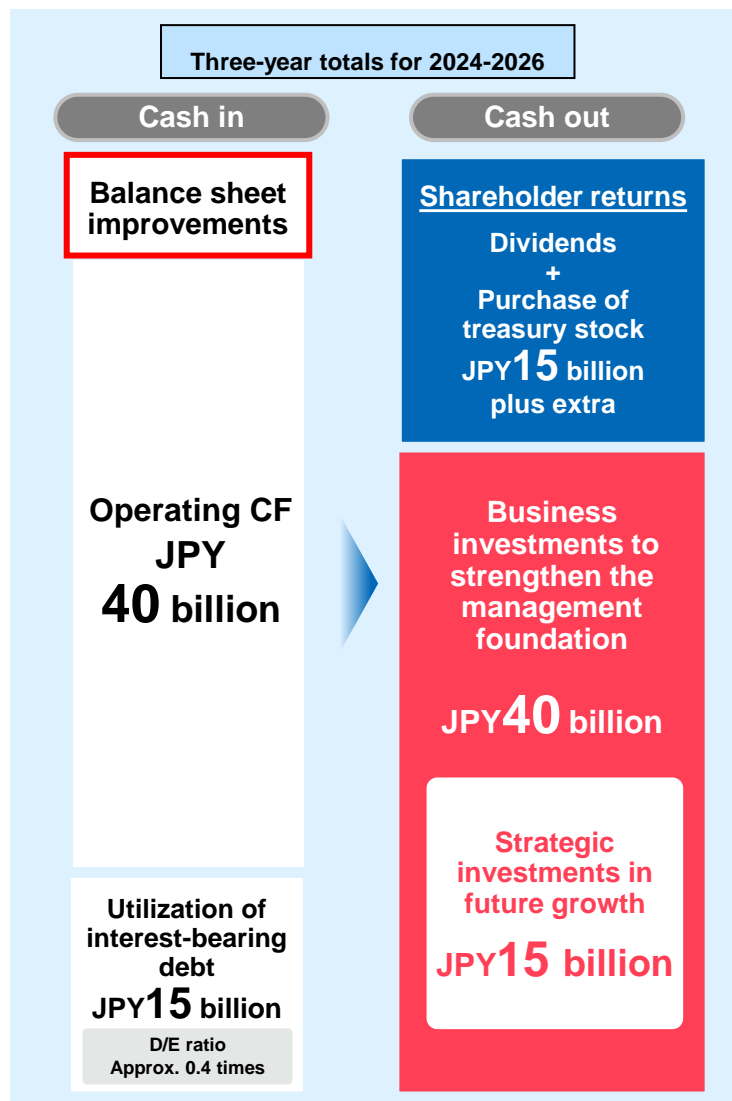 Three-year totals for 2024-2026
Cash in
Balance sheet
improvements
Operating CF
JPY
40 billion
Utilization of
interest-bearing
debt
JPY15 billion
D/E ratio
Approx. 0.4 times
Cash out
Shareholder returns
Dividends
+
Purchase of
treasury stock
JPY15 billion
plus extra
Business
investments to
strengthen the
management
foundation
JPY40 billion
Strategic
investments in
future growth
JPY15 billion